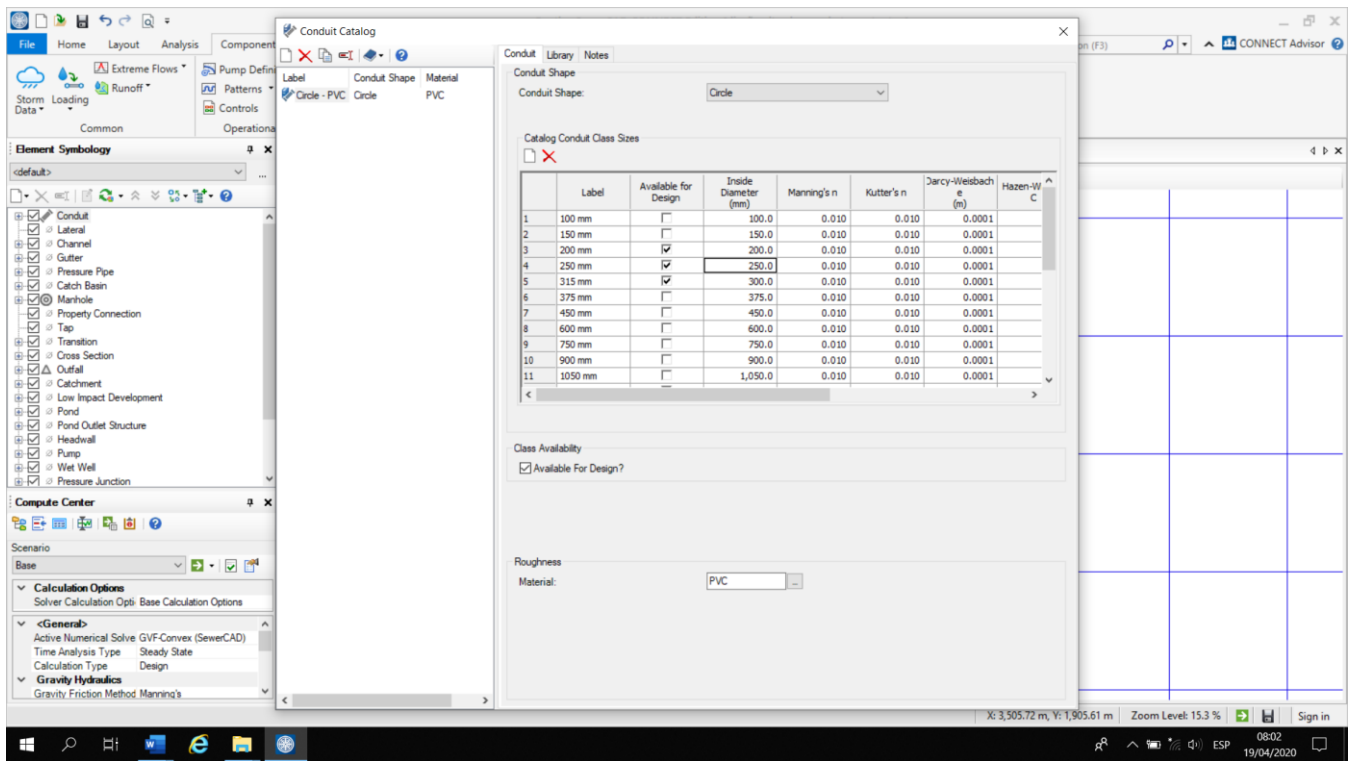 Conduit Catalog
File Home Layout Analysis Component
on (F3)
CONNECT Advisor
Extreme Flows
Runoff
Storm Data
Loading
Common
Pump Defin
Patterns
Controls
Operationa
Label Conduit Shape Material
Circle - PVC Circle PVC
Conduit Library Notes
Conduit Shape
Conduit Shape: Circle
Catalog Conduit Class Sizes
Label Available for Design Inside Diameter (mm) Manning's n Kutter's n Darcy-Weisbach e (m) Hazen-W C
1 100 mm 100.0 0.010 0.010 0.0001
2 150 mm 150.0 0.010 0.010 0.0001
3 200 mm 200.0 0.010 0.010 0.0001
4 250 mm 250.0 0.010 0.010 0.0001
5 315 mm 300.0 0.010 0.010 0.0001
6 375 mm 375.0 0.010 0.010 0.0001
7 450 mm 450.0 0.010 0.010 0.0001
8 600 mm 600.0 0.010 0.010 0.0001
9 750 mm 750.0 0.010 0.010 0.0001
10 900 mm 900.0 0.010 0.010 0.0001
11 1050 mm 1,050.0 0.010 0.010 0.0001
Class Availability
Available For Design?
Roughness
Material: PVC
Element Symbology
<default>
...
Conduit
Lateral
Channel
Gutter
Pressure Pipe
Catch Basin
Manhole
Property Connection
Tap
Transition
Cross Section
Outfall
Catchment
Low Impact Development
Pond
Pond Outlet Structure
Headwall
Pump
Wet Well
Pressure Junction
Compute Center
Scenario
Base
Calculation Options
Solver Calculation Opti Base Calculation Options
<General>
Active Numerical Solve GVF-Convex (SewerCAD)
Time Analysis Type Steady State
Calculation Type Design
Gravity Hydraulics
Gravity Friction Method Manning's
X: 3,505.72 m, Y: 1,905.61 m Zoom Level: 15.3 % Sign in
ESP
08:02
19/04/2020